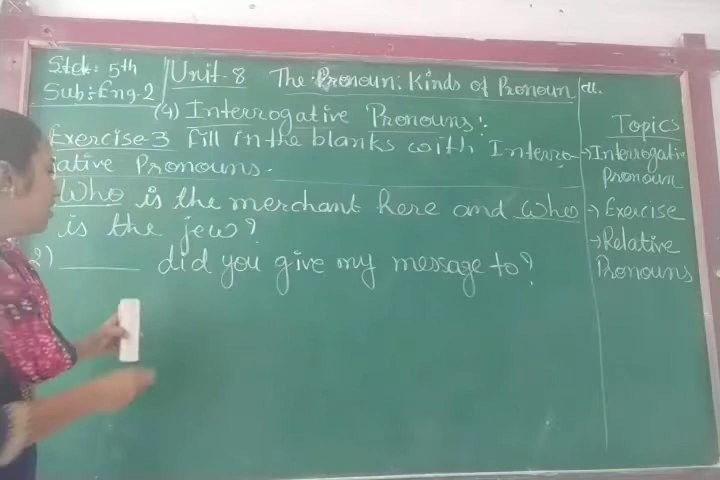 Std: 5th
Sub: Eng-2
Unit-8 The Pronoun: Kinds of Pronoun
(4) Interrogative Pronouns:
Exercise-3 Fill in the blanks with Interro-
ative Pronouns.
Who is the merchant here and Who
is the jew?
2) ______ did you give my message to?
Topics
→Interrogative
Pronoun
→ Exercise
→Relative
Pronouns